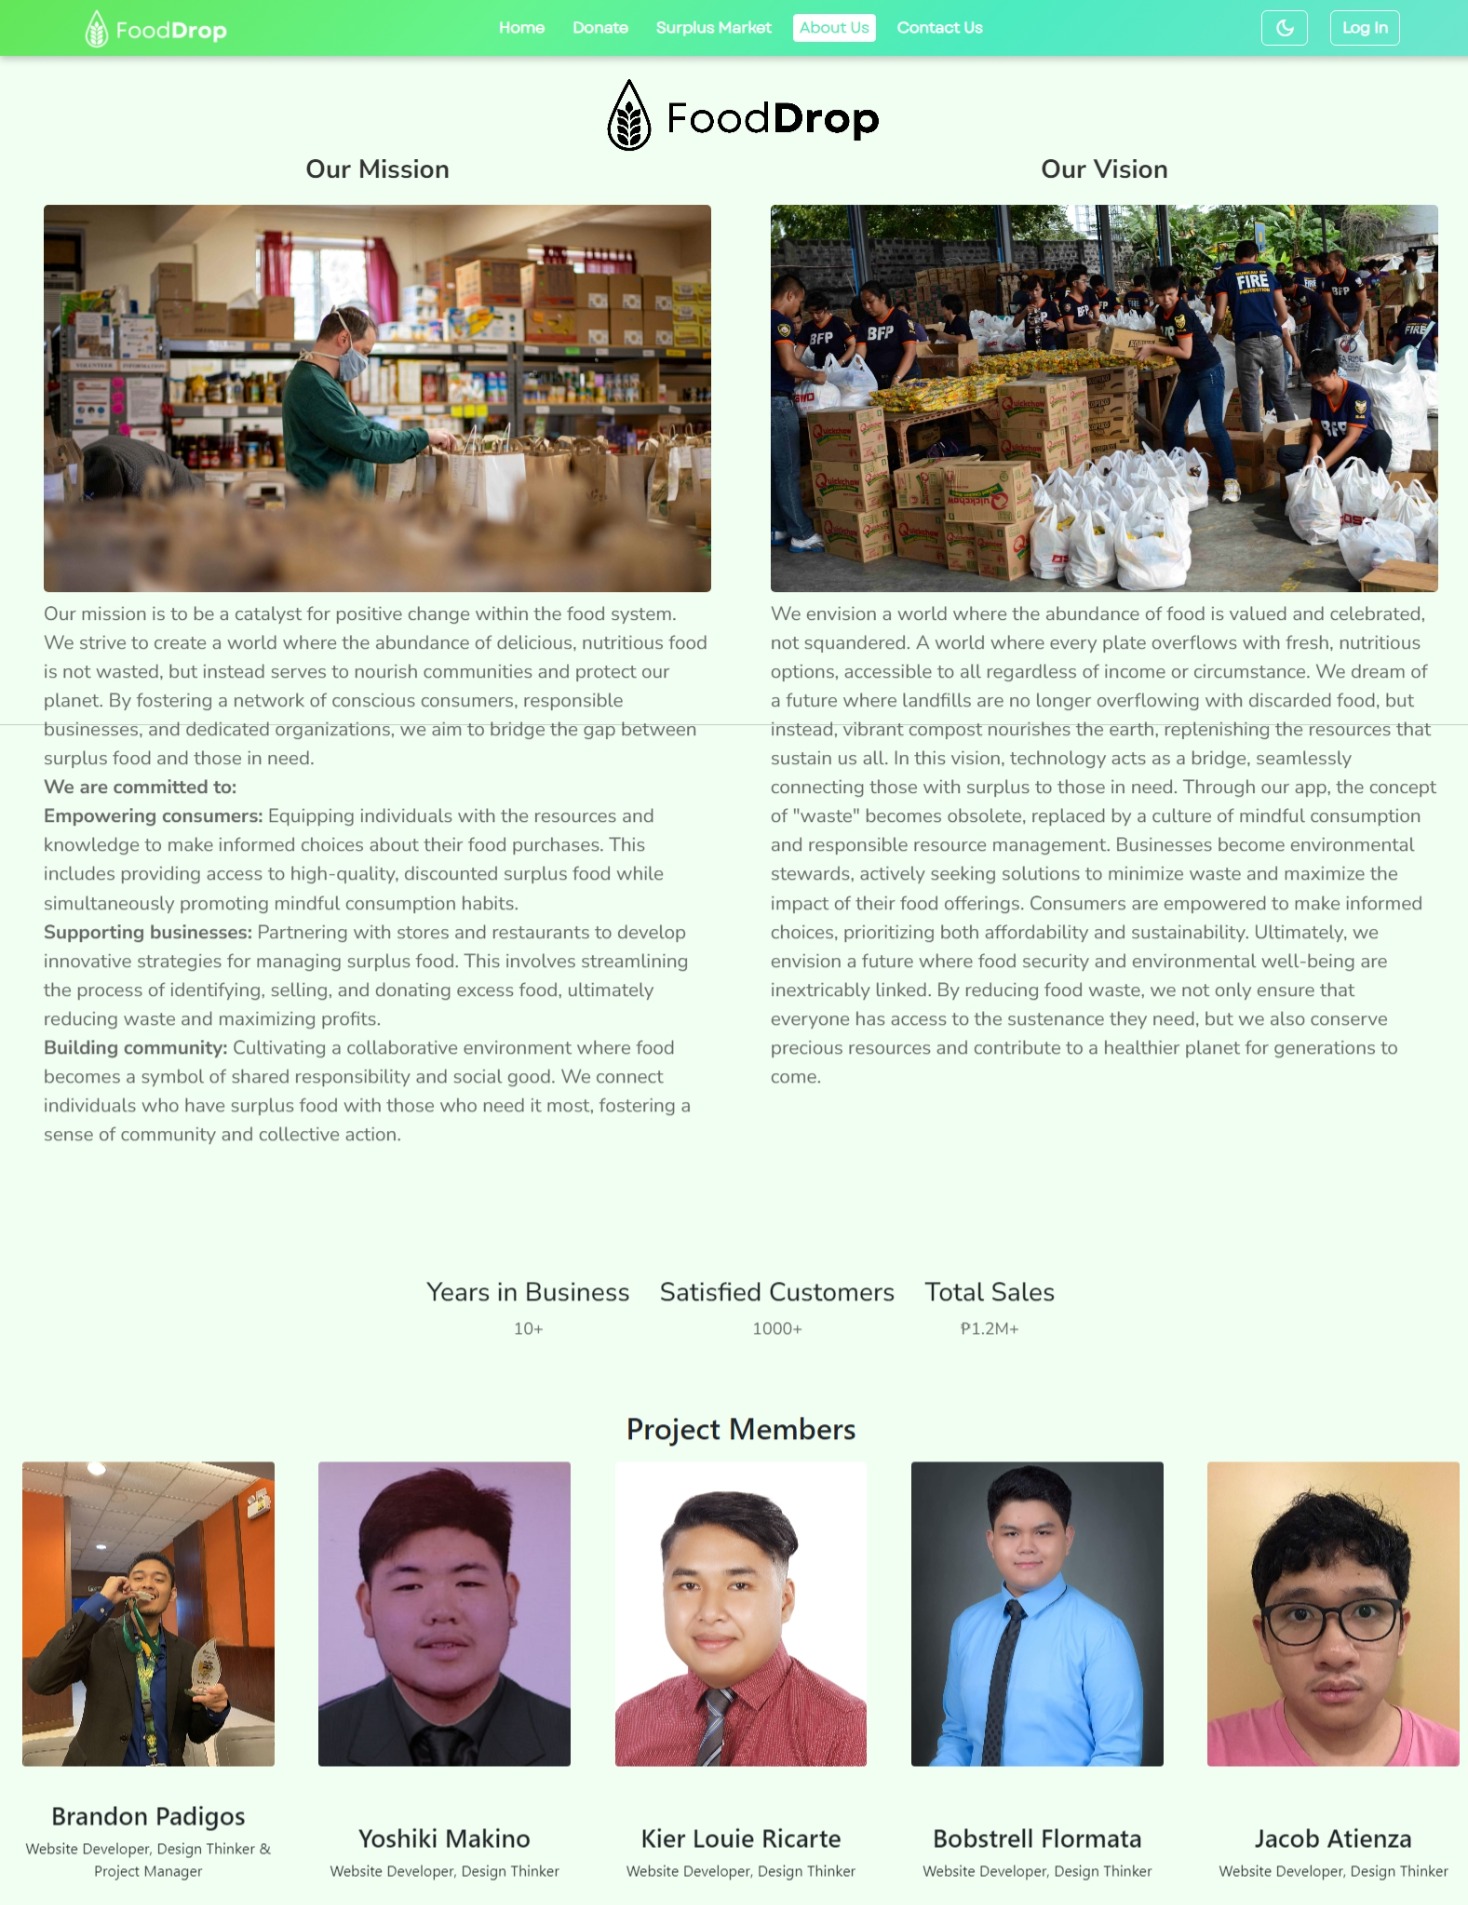 FoodDrop
Home Donate Surplus Market About Us Contact Us
Log In
FoodDrop
Our Mission
VOLUNTEER INFORMATION
Our mission is to be a catalyst for positive change within the food system.
We strive to create a world where the abundance of delicious, nutritious food
is not wasted, but instead serves to nourish communities and protect our
planet. By fostering a network of conscious consumers, responsible
businesses, and dedicated organizations, we aim to bridge the gap between
surplus food and those in need.
We are committed to:
Empowering consumers: Equipping individuals with the resources and
knowledge to make informed choices about their food purchases. This
includes providing access to high-quality, discounted surplus food while
simultaneously promoting mindful consumption habits.
Supporting businesses: Partnering with stores and restaurants to develop
innovative strategies for managing surplus food. This involves streamlining
the process of identifying, selling, and donating excess food, ultimately
reducing waste and maximizing profits.
Building community: Cultivating a collaborative environment where food
becomes a symbol of shared responsibility and social good. We connect
individuals who have surplus food with those who need it most, fostering a
sense of community and collective action.
Our Vision
FIRE
BFP
BFP
BFP
FIRE
BFP
Quickchow
Quickchow
Quickchow
Quickchow
We envision a world where the abundance of food is valued and celebrated,
not squandered. A world where every plate overflows with fresh, nutritious
options, accessible to all regardless of income or circumstance. We dream of
a future where landfills are no longer overflowing with discarded food, but
instead, vibrant compost nourishes the earth, replenishing the resources that
sustain us all. In this vision, technology acts as a bridge, seamlessly
connecting those with surplus to those in need. Through our app, the concept
of "waste" becomes obsolete, replaced by a culture of mindful consumption
and responsible resource management. Businesses become environmental
stewards, actively seeking solutions to minimize waste and maximize the
impact of their food offerings. Consumers are empowered to make informed
choices, prioritizing both affordability and sustainability. Ultimately, we
envision a future where food security and environmental well-being are
inextricably linked. By reducing food waste, we not only ensure that
everyone has access to the sustenance they need, but we also conserve
precious resources and contribute to a healthier planet for generations to
come.
Years in Business Satisfied Customers Total Sales
10+ 1000+ ₱1.2M+
Project Members
Brandon Padigos
Website Developer, Design Thinker &
Project Manager
Yoshiki Makino
Website Developer, Design Thinker
Kier Louie Ricarte
Website Developer, Design Thinker
Bobstrell Flormata
Website Developer, Design Thinker
Jacob Atienza
Website Developer, Design Thinker